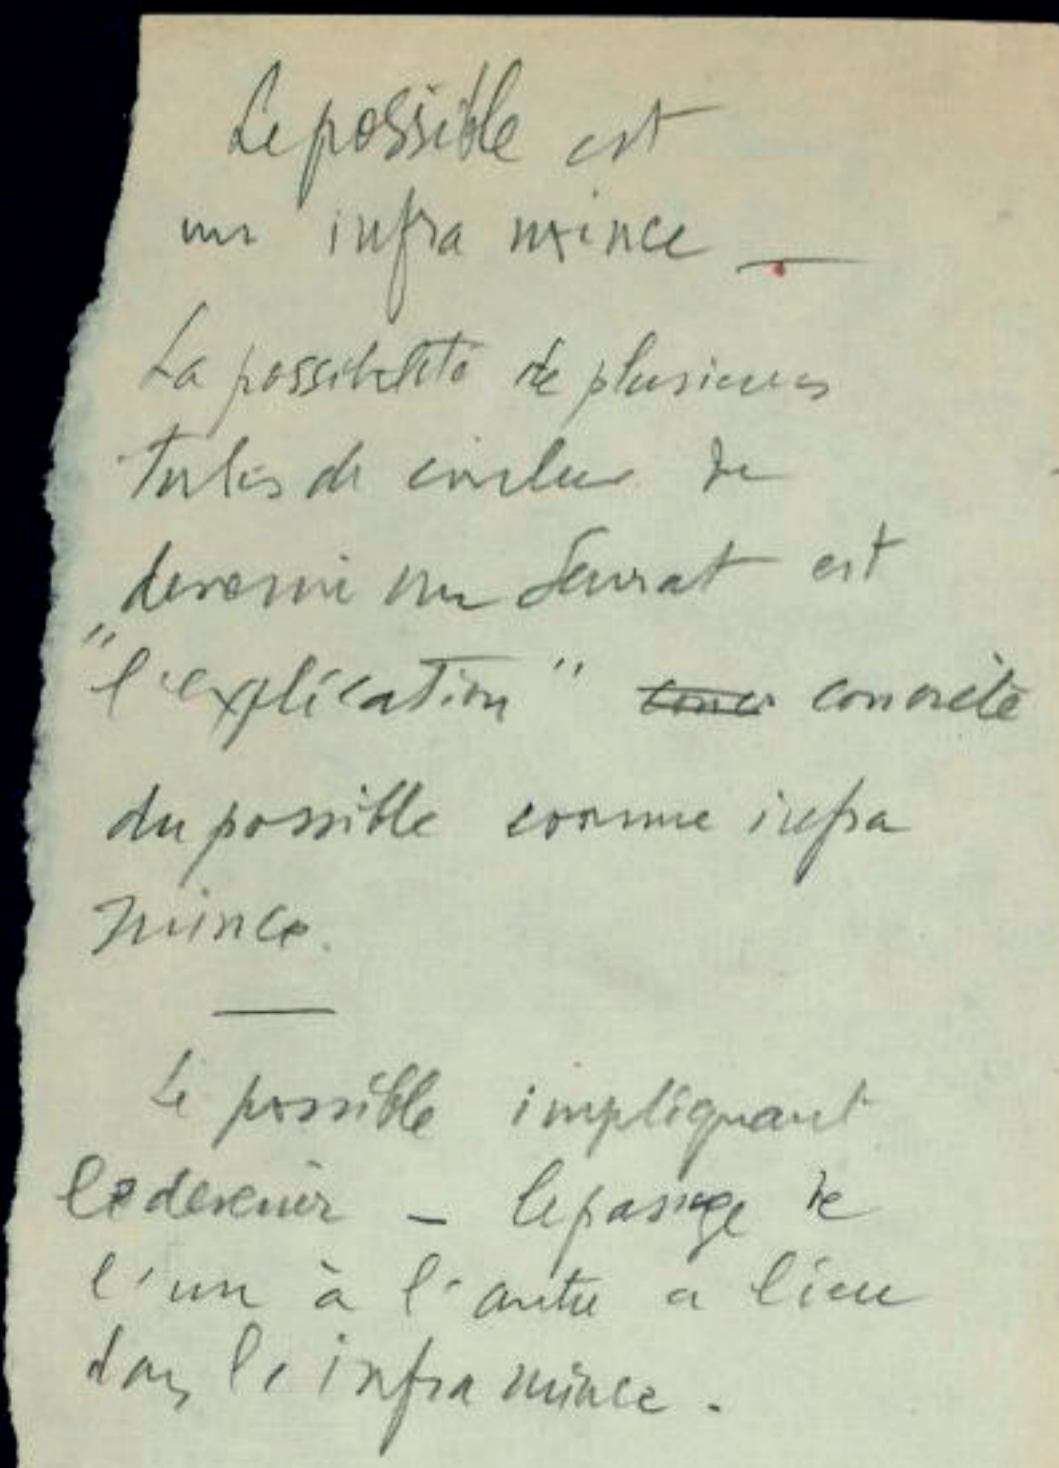 Le possible est
un infra mince —
La possibilité de plusieurs
tubes de couleur de
devenir un Seurat est
"l'explication" concrète
du possible comme infra
mince.
Le possible impliquant
le devenir — le passage de
l'un à l'autre a lieu
dans le infra mince.